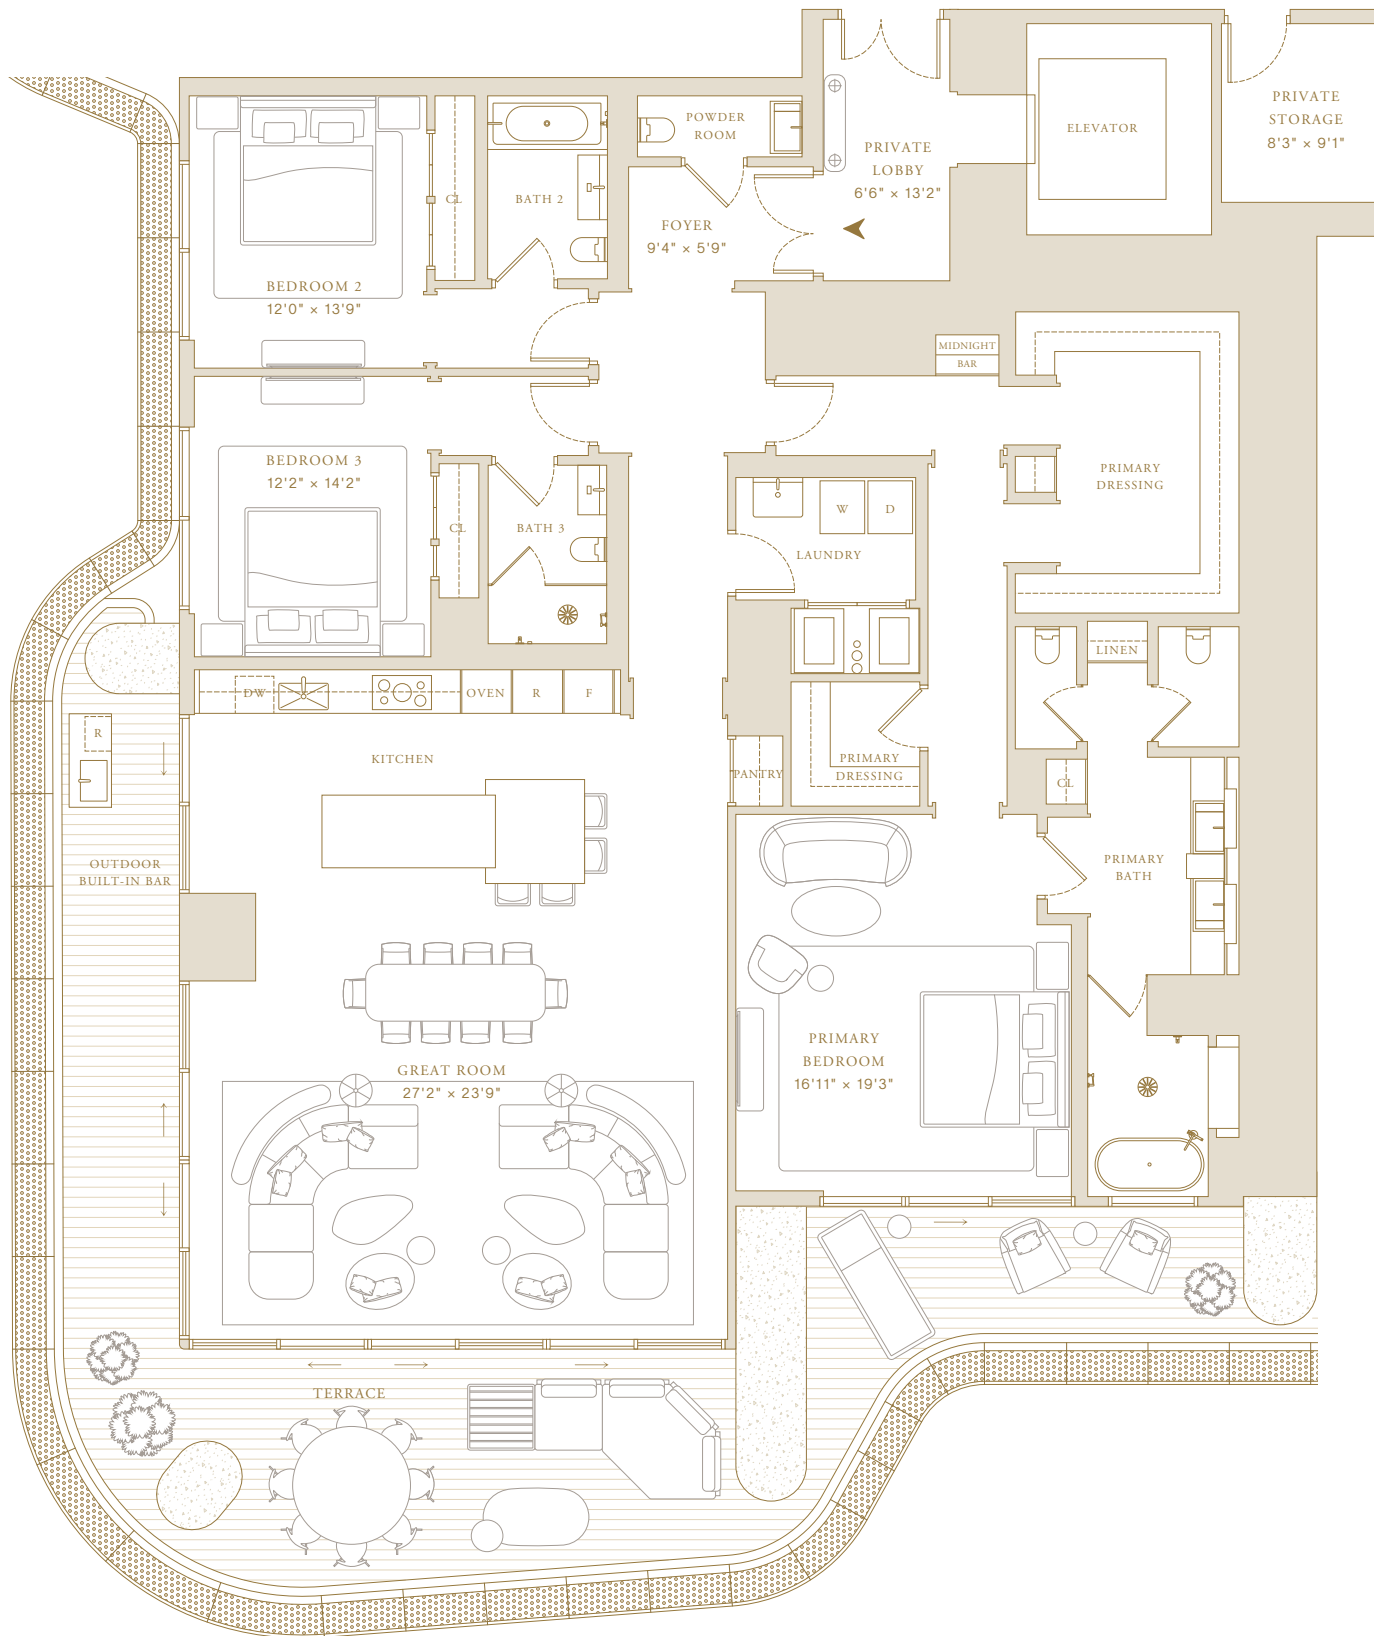 PRIVATE
STORAGE
8'3" × 9'1"
ELEVATOR
PRIVATE
LOBBY
6'6" × 13'2"
POWDER
ROOM
FOYER
9'4" × 5'9"
BATH 2
CL
BEDROOM 2
12'0" × 13'9"
MIDNIGHT
BAR
BEDROOM 3
12'2" × 14'2"
CL
BATH 3
PRIMARY
DRESSING
W
D
LAUNDRY
LINEN
DW
OVEN
R
F
R
KITCHEN
PANTRY
PRIMARY
DRESSING
CL
OUTDOOR
BUILT-IN BAR
PRIMARY
BATH
PRIMARY
BEDROOM
16'11" × 19'3"
GREAT ROOM
27'2" × 23'9"
TERRACE